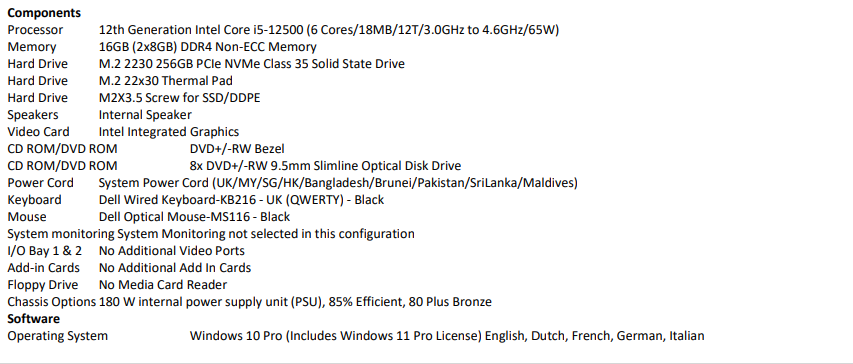 Components
Processor 12th Generation Intel Core i5-12500 (6 Cores/18MB/12T/3.0GHz to 4.6GHz/65W)
Memory 16GB (2x8GB) DDR4 Non-ECC Memory
Hard Drive M.2 2230 256GB PCIe NVMe Class 35 Solid State Drive
Hard Drive M.2 22x30 Thermal Pad
Hard Drive M2X3.5 Screw for SSD/DDPE
Speakers Internal Speaker
Video Card Intel Integrated Graphics
CD ROM/DVD ROM DVD+/-RW Bezel
CD ROM/DVD ROM 8x DVD+/-RW 9.5mm Slimline Optical Disk Drive
Power Cord System Power Cord (UK/MY/SG/HK/Bangladesh/Brunei/Pakistan/SriLanka/Maldives)
Keyboard Dell Wired Keyboard-KB216 - UK (QWERTY) - Black
Mouse Dell Optical Mouse-MS116 - Black
System monitoring System Monitoring not selected in this configuration
I/O Bay 1 & 2 No Additional Video Ports
Add-in Cards No Additional Add In Cards
Floppy Drive No Media Card Reader
Chassis Options 180 W internal power supply unit (PSU), 85% Efficient, 80 Plus Bronze
Software
Operating System Windows 10 Pro (Includes Windows 11 Pro License) English, Dutch, French, German, Italian